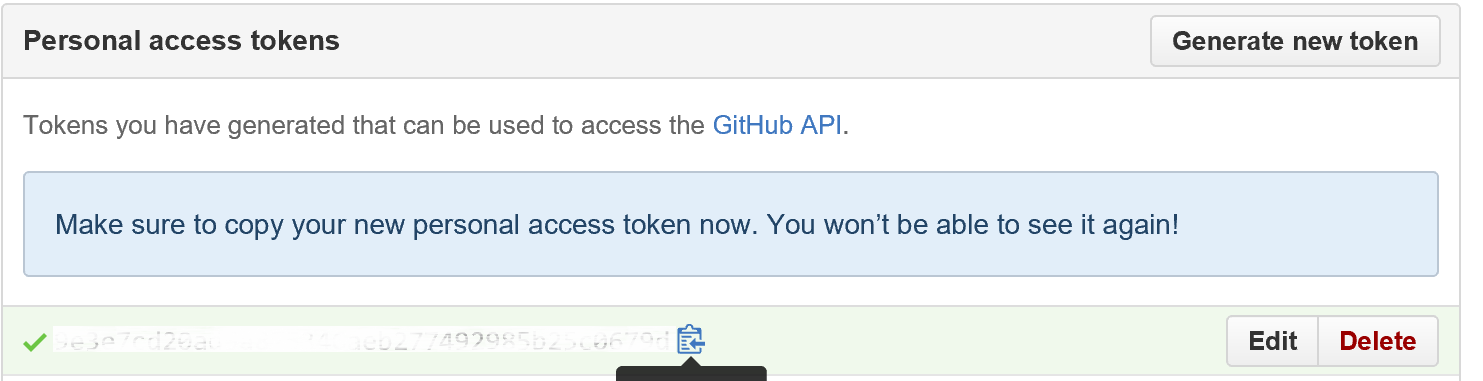 Personal access tokens
Generate new token
Tokens you have generated that can be used to access the GitHub API.
Make sure to copy your new personal access token now. You won’t be able to see it again!
Edit
Delete